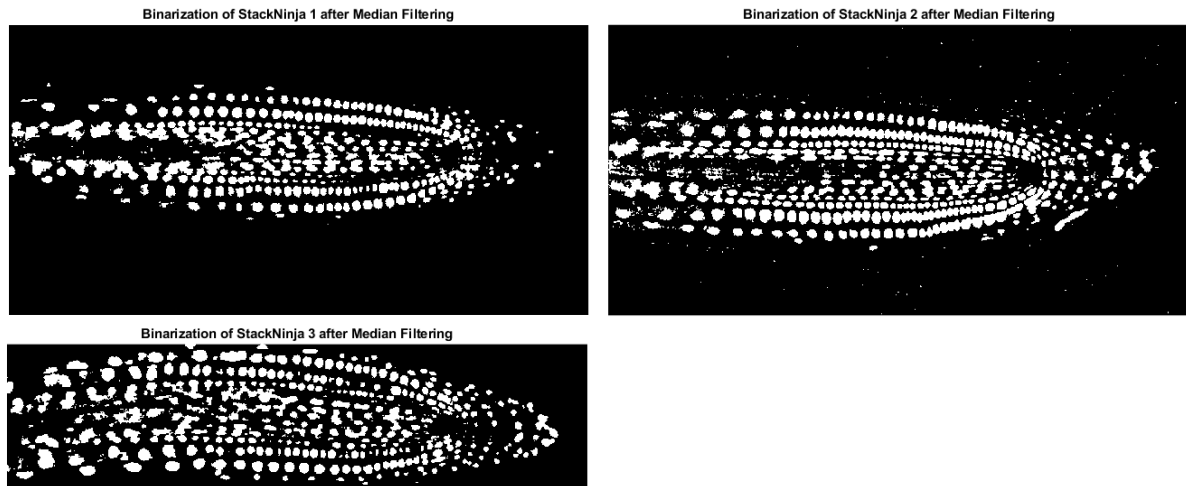 Binarization of StackNinja 1 after Median Filtering
Binarization of StackNinja 2 after Median Filtering
Binarization of StackNinja 3 after Median Filtering